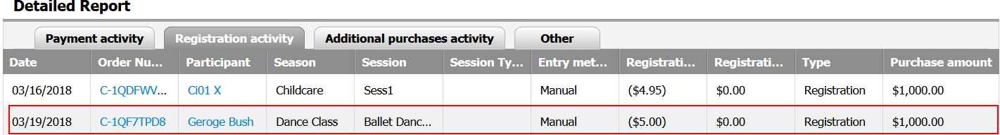 Detailed Report
Payment activity Registration activity Additional purchases activity Other
Date Order Nu... Participant Season Session Session Ty... Entry met... Registrati... Registrati... Type Purchase amount
03/16/2018 C-1QDFWV... Ci01 X Childcare Sess1 Manual ($4.95) $0.00 Registration $1,000.00
03/19/2018 C-1QF7TPD8 Geroge Bush Dance Class Ballet Danc... Manual ($5.00) $0.00 Registration $1,000.00